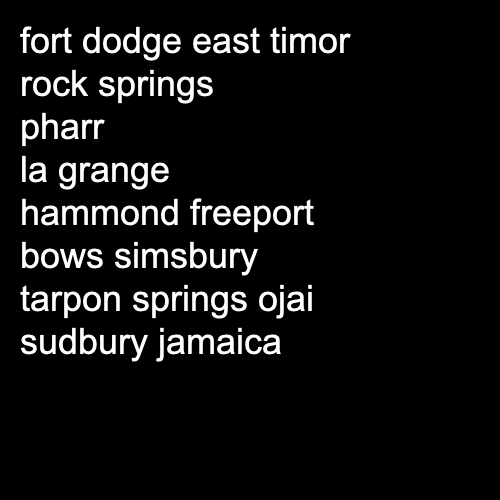 fort dodge east timor
rock springs
pharr
la grange
hammond freeport
bows simsbury
tarpon springs ojai
sudbury jamaica